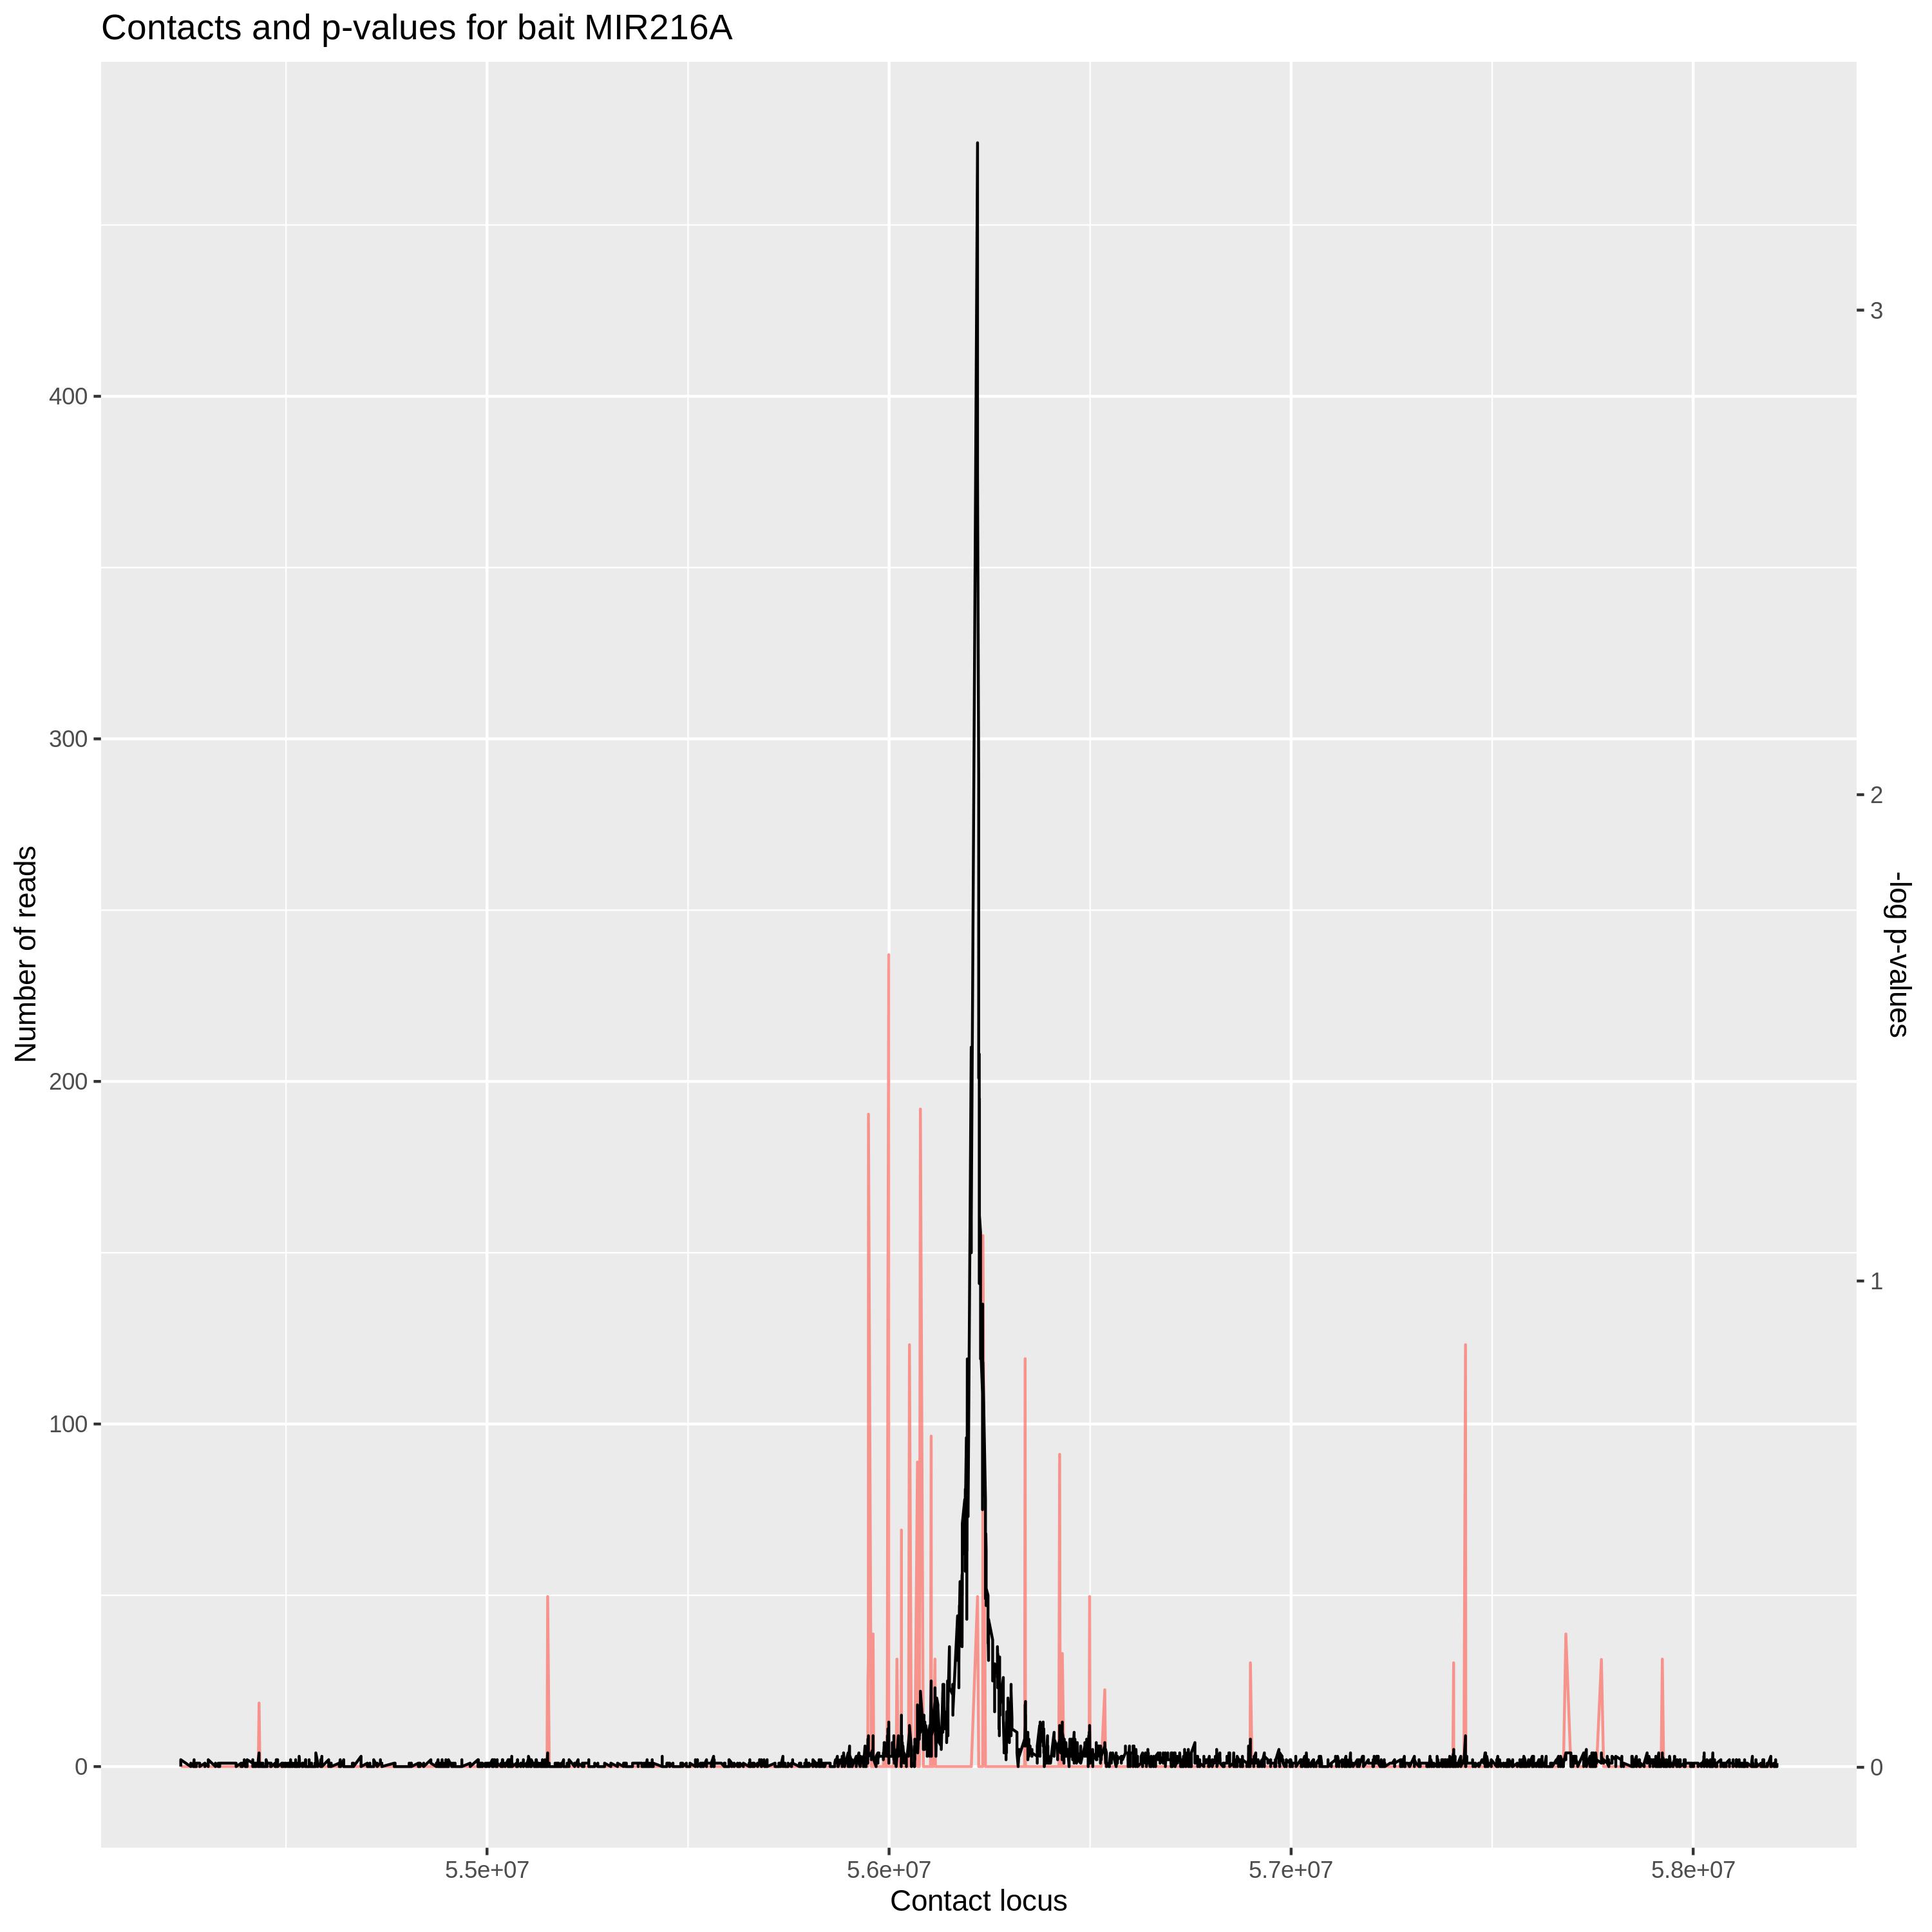 Contacts and p-values for bait MIR216A
Number of reads
400
300
200
100
0
3
2
1
0
-log p-values
5.5e+07
5.6e+07
5.7e+07
5.8e+07
Contact locus